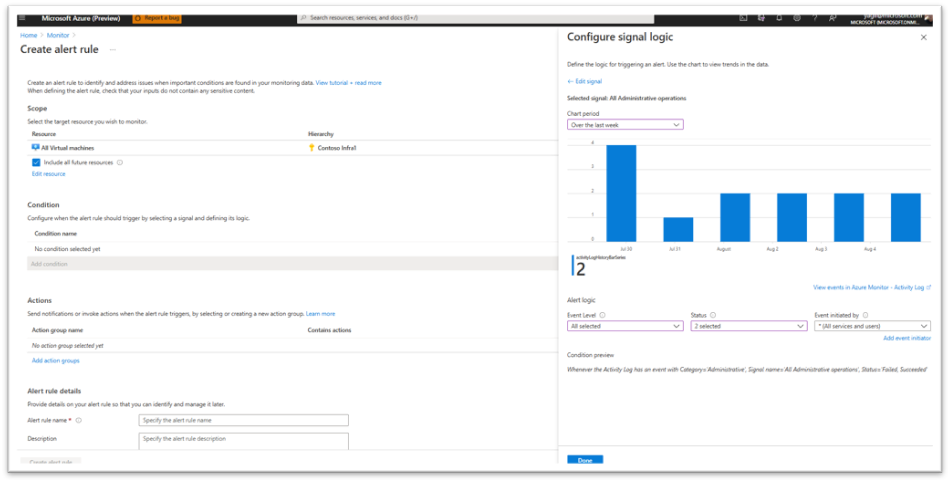 Microsoft Azure (Preview)
Report a bug
Search resources, services, and docs (G+/)
MICROSOFT (MICROSOFT.ONMI...
Home > Monitor >
Create alert rule ...
Create an alert rule to identify and address issues when important conditions are found in your monitoring data. View tutorial + read more
When defining the alert rule, check that your inputs do not contain any sensitive content.
Scope
Select the target resource you wish to monitor.
Resource Hierarchy
All Virtual machines Contoso Infra1
Include all future resources
Edit resource
Condition
Configure when the alert rule should trigger by selecting a signal and defining its logic.
Condition name
No condition selected yet
Add condition
Actions
Send notifications or invoke actions when the alert rule triggers, by selecting or creating a new action group. Learn more
Action group name Contains actions
No action group selected yet
Add action groups
Alert rule details
Provide details on your alert rule so that you can identify and manage it later.
Alert rule name * Specify the alert rule name
Description Specify the alert rule description
Create alert rule
Configure signal logic
Define the logic for triggering an alert. Use the chart to view trends in the data.
← Edit signal
Selected signal: All Administrative operations
Chart period
Over the last week
4
3
2
1
0
Jul 30 Jul 31 August Aug 2 Aug 3 Aug 4
activityLogHistoryBarSeries
2
View events in Azure Monitor - Activity Log
Alert logic
Event Level Status Event initiated by
All selected 2 selected * (All services and users)
Add event initiator
Condition preview
Whenever the Activity Log has an event with Category='Administrative', Signal name='All Administrative operations', Status='Failed, Succeeded'
Done